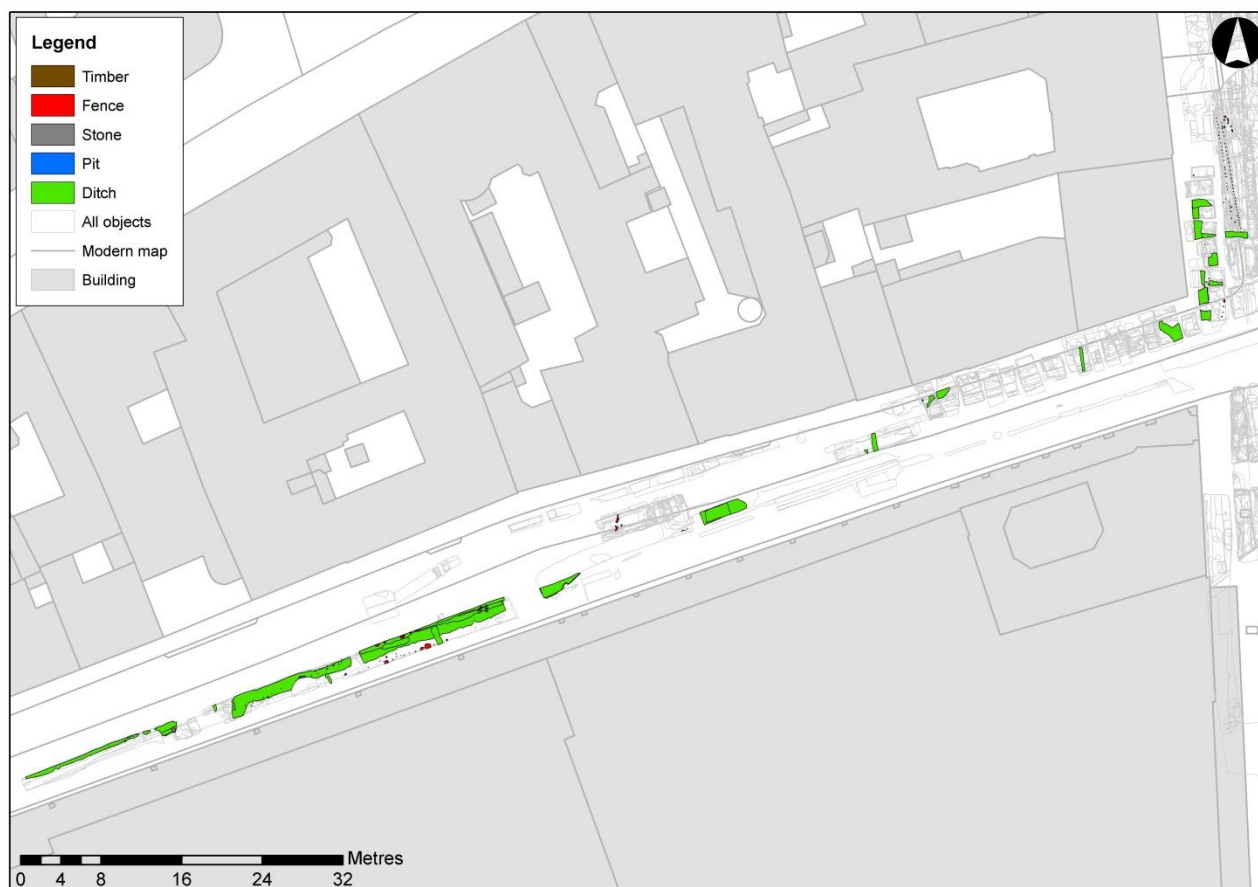 Legend
Timber
Fence
Stone
Pit
Ditch
All objects
Modern map
Building
Metres
0 4 8 16 24 32